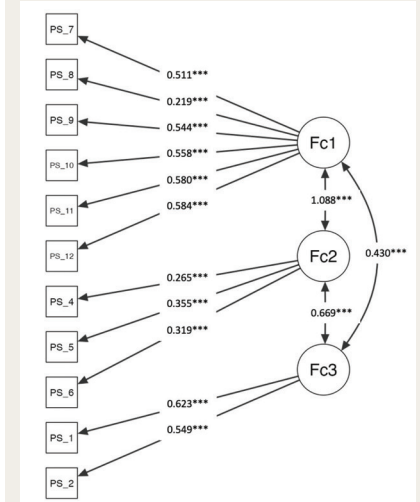 PS_7
0.511***
PS_8
0.219***
PS_9
0.544***
Fc1
PS_10
0.558***
PS_11
0.580***
1.088***
PS_12
0.584***
Fc2
0.430***
PS_4
0.265***
PS_5
0.355***
0.669***
PS_6
0.319***
Fc3
PS_1
0.623***
PS_2
0.549***